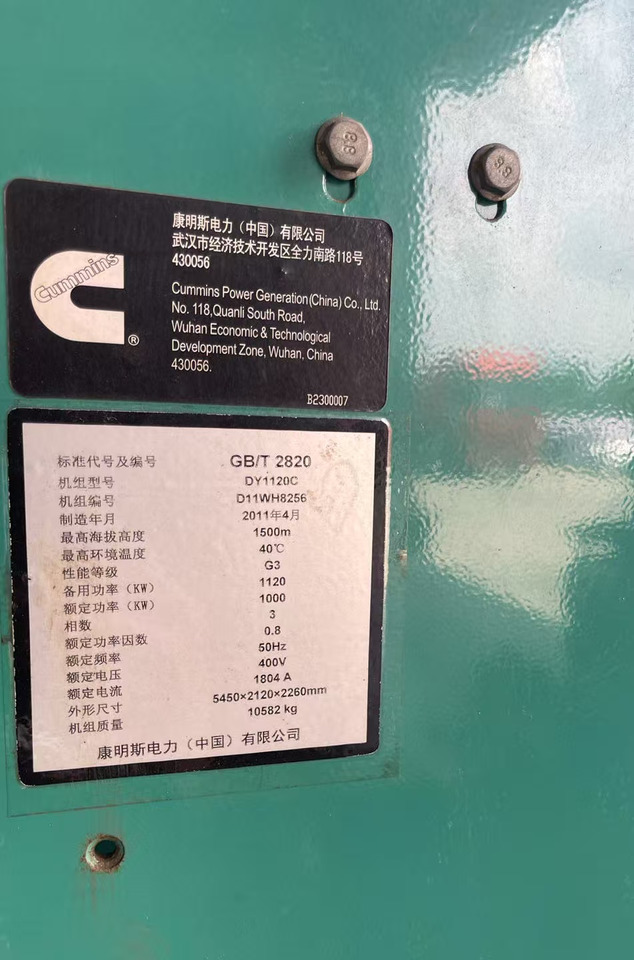 8.8
8.8
Cummins
®
康明斯电力（中国）有限公司
武汉市经济技术开发区全力南路118号
430056
Cummins Power Generation(China) Co., Ltd.
No. 118,Quanli South Road,
Wuhan Economic & Technological
Development Zone, Wuhan, China
430056.
B2300007
标准代号及编号 GB/T 2820
机组型号 DY1120C
机组编号 D11WH8256
制造年月 2011年4月
最高海拔高度 1500m
最高环境温度 40℃
性能等级 G3
备用功率（KW） 1120
额定功率（KW） 1000
相数 3
额定功率因数 0.8
额定频率 50Hz
额定电压 400V
额定电流 1804 A
外形尺寸 5450×2120×2260mm
机组质量 10582 kg
康明斯电力（中国）有限公司